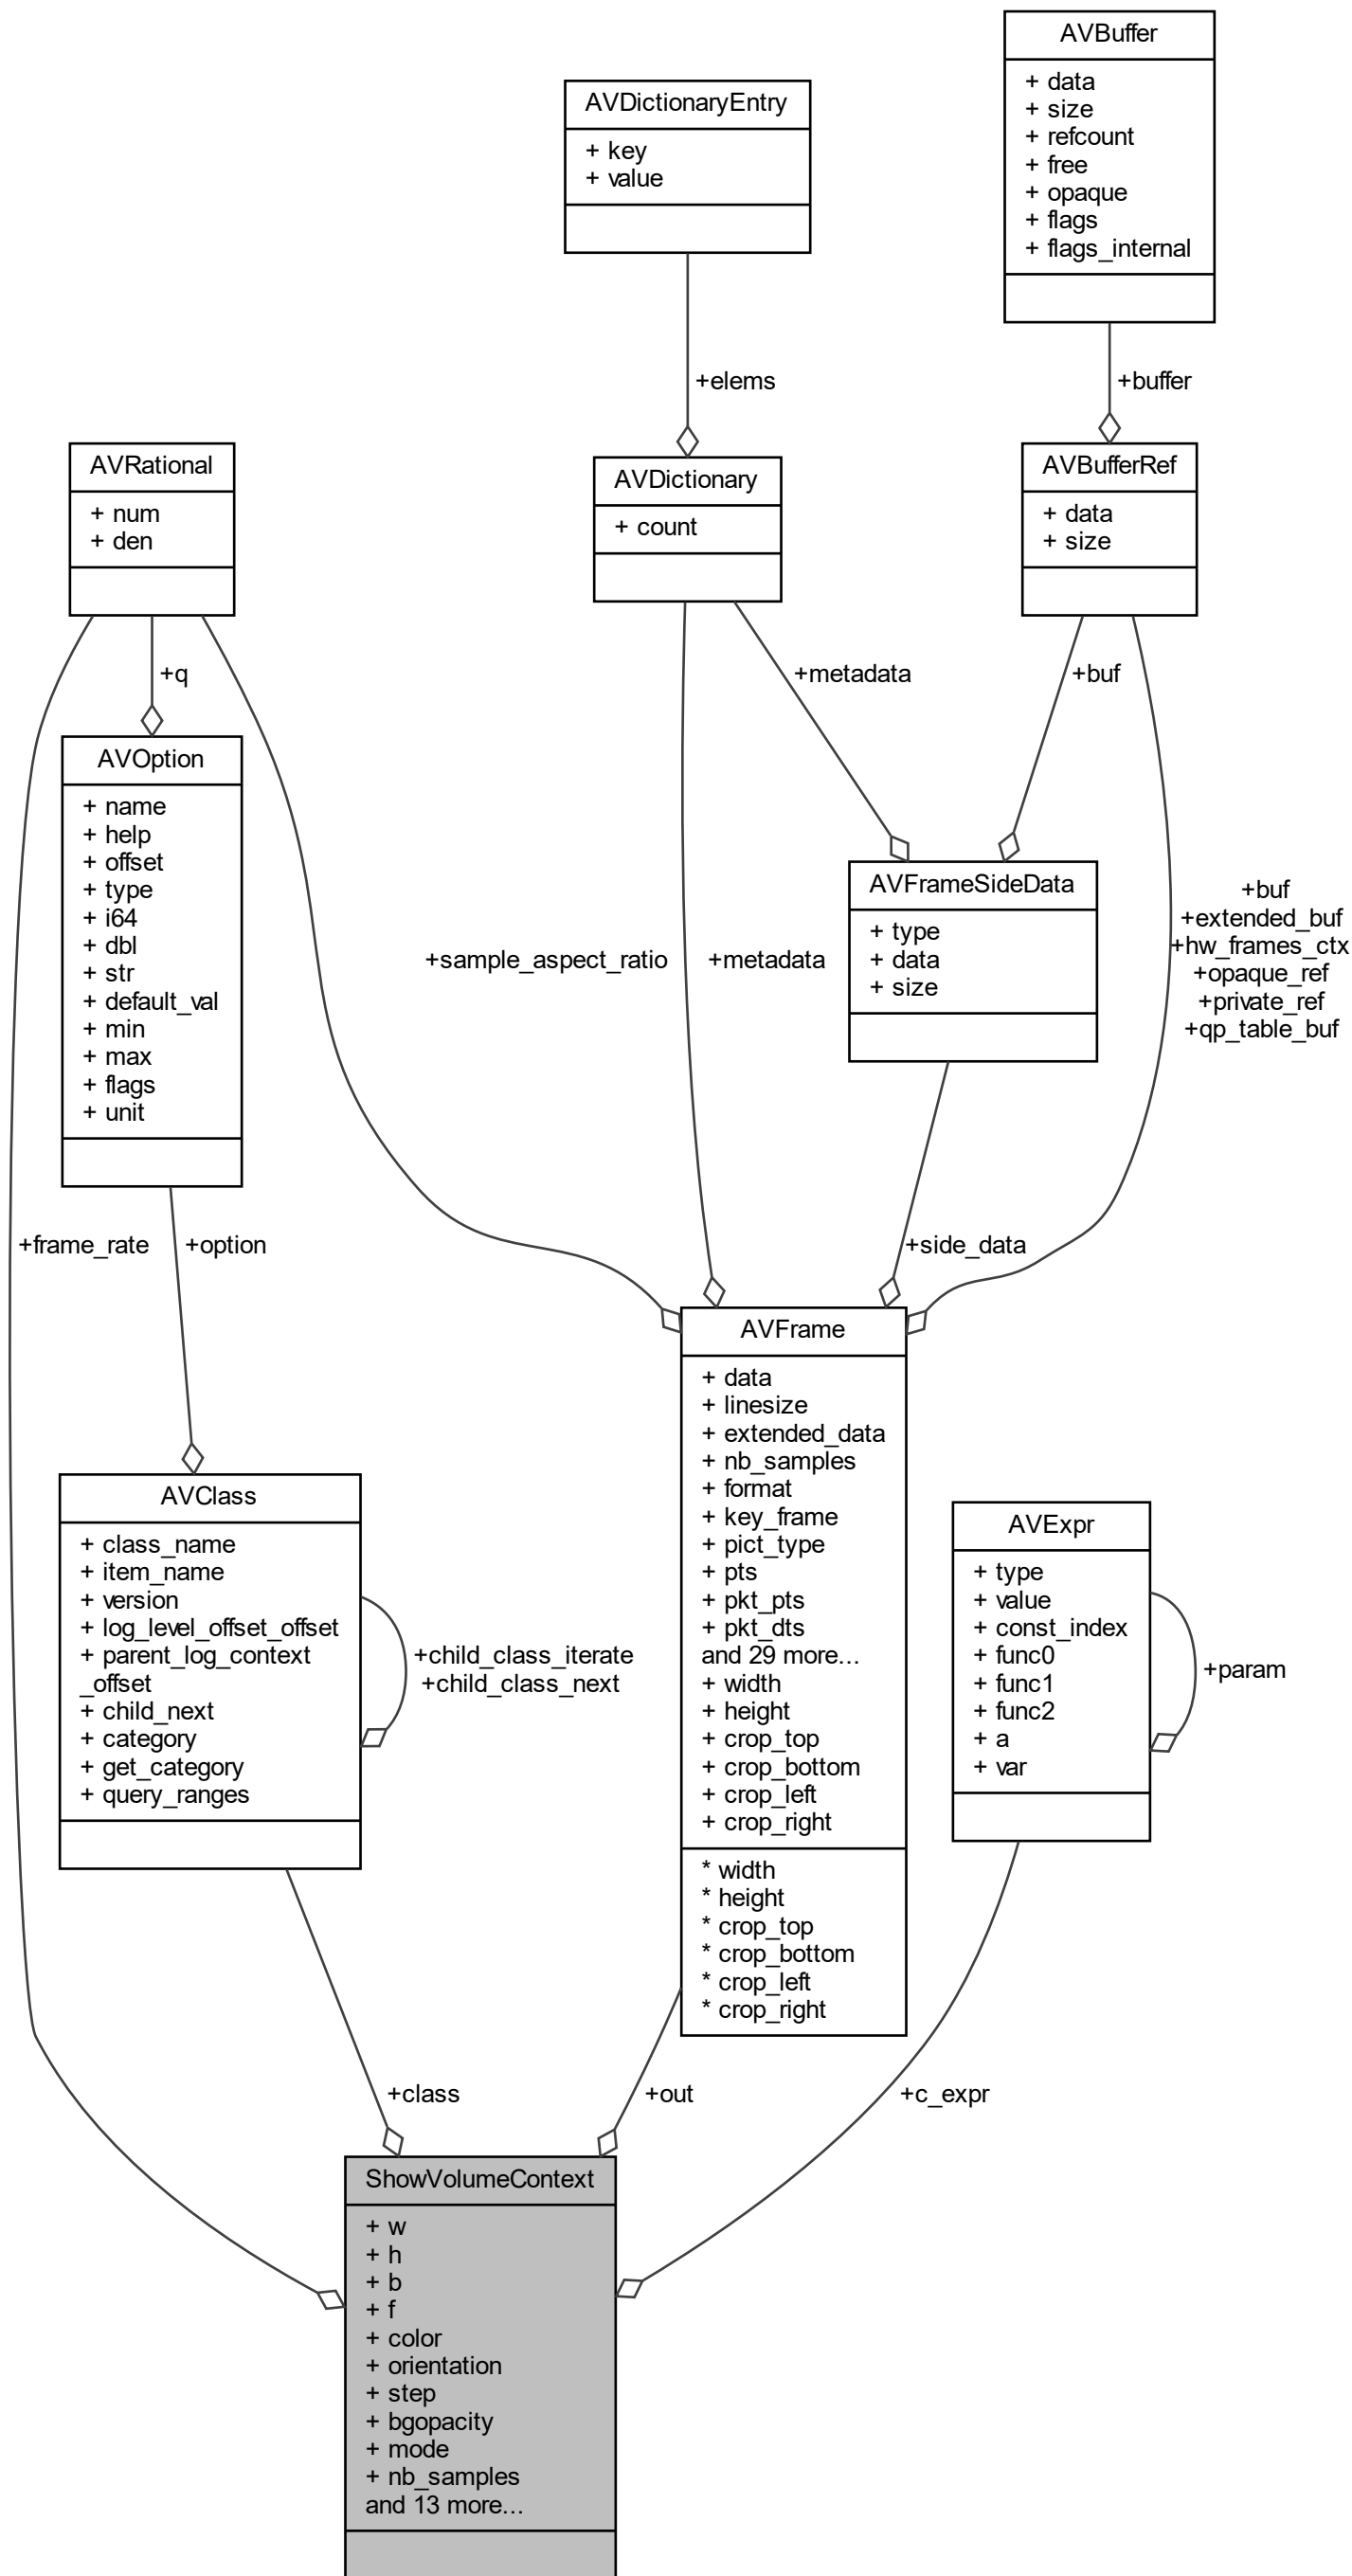 AVBuffer
+ data
+ size
+ refcount
+ free
+ opaque
+ flags
+ flags_internal
AVDictionaryEntry
+ key
+ value
+elems
+buffer
AVRational
+ num
+ den
AVDictionary
+ count
AVBufferRef
+ data
+ size
+q
+metadata
+buf
AVOption
+ name
+ help
+ offset
+ type
+ i64
+ dbl
+ str
+ default_val
+ min
+ max
+ flags
+ unit
AVFrameSideData
+ type
+ data
+ size
+sample_aspect_ratio
+metadata
+buf
+extended_buf
+hw_frames_ctx
+opaque_ref
+private_ref
+qp_table_buf
+frame_rate
+option
+side_data
AVFrame
+ data
+ linesize
+ extended_data
+ nb_samples
+ format
+ key_frame
+ pict_type
+ pts
+ pkt_pts
+ pkt_dts
and 29 more...
+ width
+ height
+ crop_top
+ crop_bottom
+ crop_left
+ crop_right
* width
* height
* crop_top
* crop_bottom
* crop_left
* crop_right
AVClass
+ class_name
+ item_name
+ version
+ log_level_offset_offset
+ parent_log_context
_offset
+ child_next
+ category
+ get_category
+ query_ranges
+child_class_iterate
+child_class_next
AVExpr
+ type
+ value
+ const_index
+ func0
+ func1
+ func2
+ a
+ var
+param
+class
+out
+c_expr
ShowVolumeContext
+ w
+ h
+ b
+ f
+ color
+ orientation
+ step
+ bgopacity
+ mode
+ nb_samples
and 13 more...